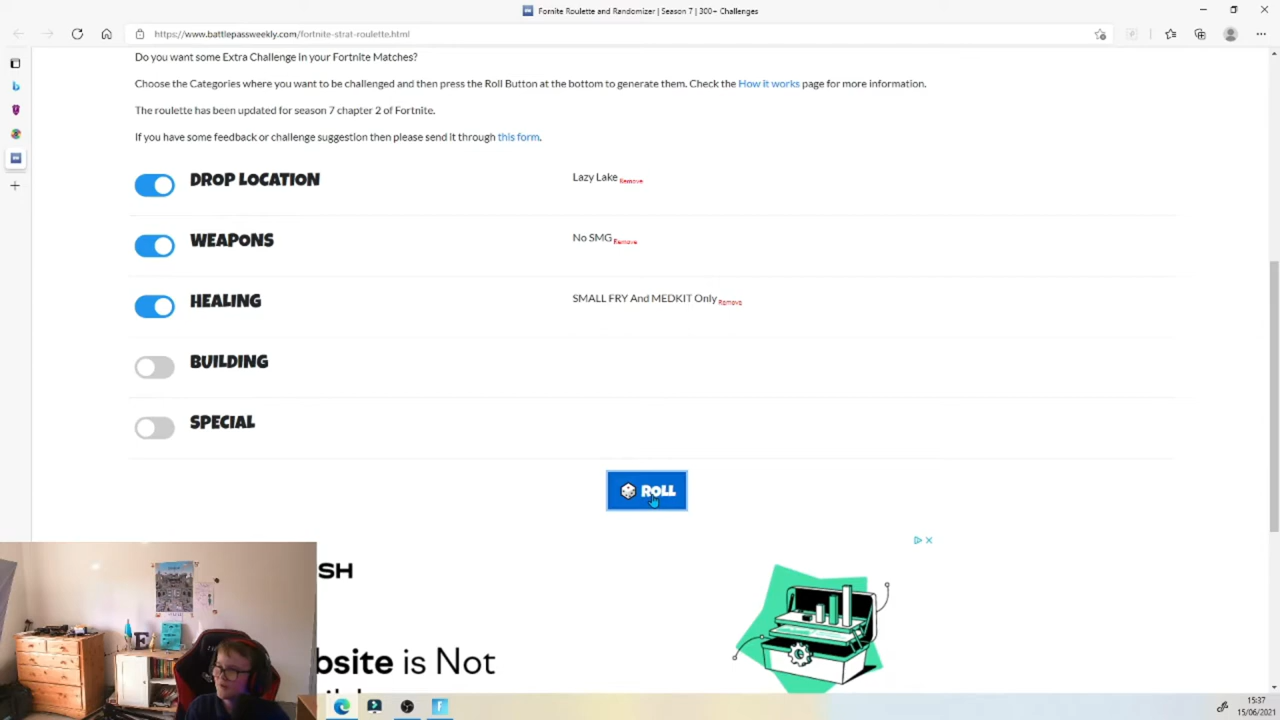 Fornite Roulette and Randomizer | Season 7 | 300+ Challenges
https://www.battlepassweekly.com/fortnite-strat-roulette.html
Do you want some Extra Challenge in your Fortnite Matches?
Choose the Categories where you want to be challenged and then press the Roll Button at the bottom to generate them. Check the How it works page for more information.
The roulette has been updated for season 7 chapter 2 of Fortnite.
If you have some feedback or challenge suggestion then please send it through this form.
DROP LOCATION Lazy Lake Remove
WEAPONS No SMG Remove
HEALING SMALL FRY And MEDKIT Only Remove
BUILDING
SPECIAL
ROLL
SH
bsite is Not
E
15:37
15/06/2021